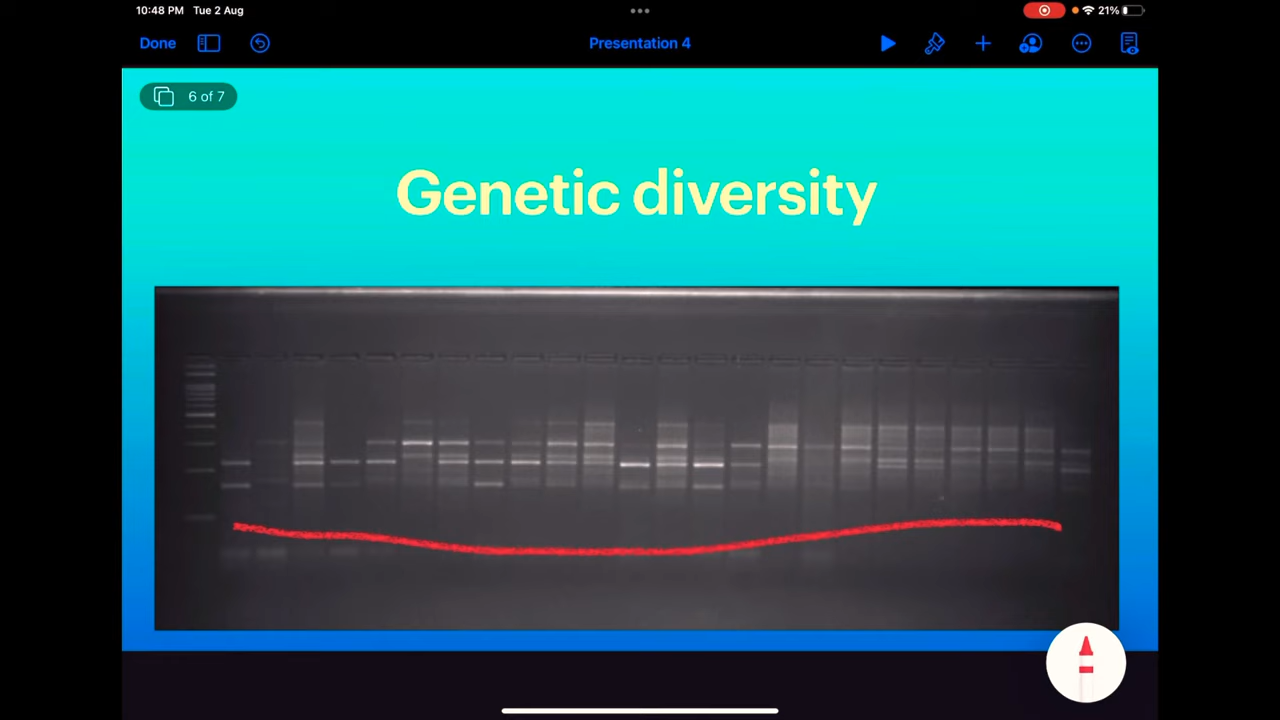 10:48 PM Tue 2 Aug
21%
Done
Presentation 4
6 of 7
Genetic diversity